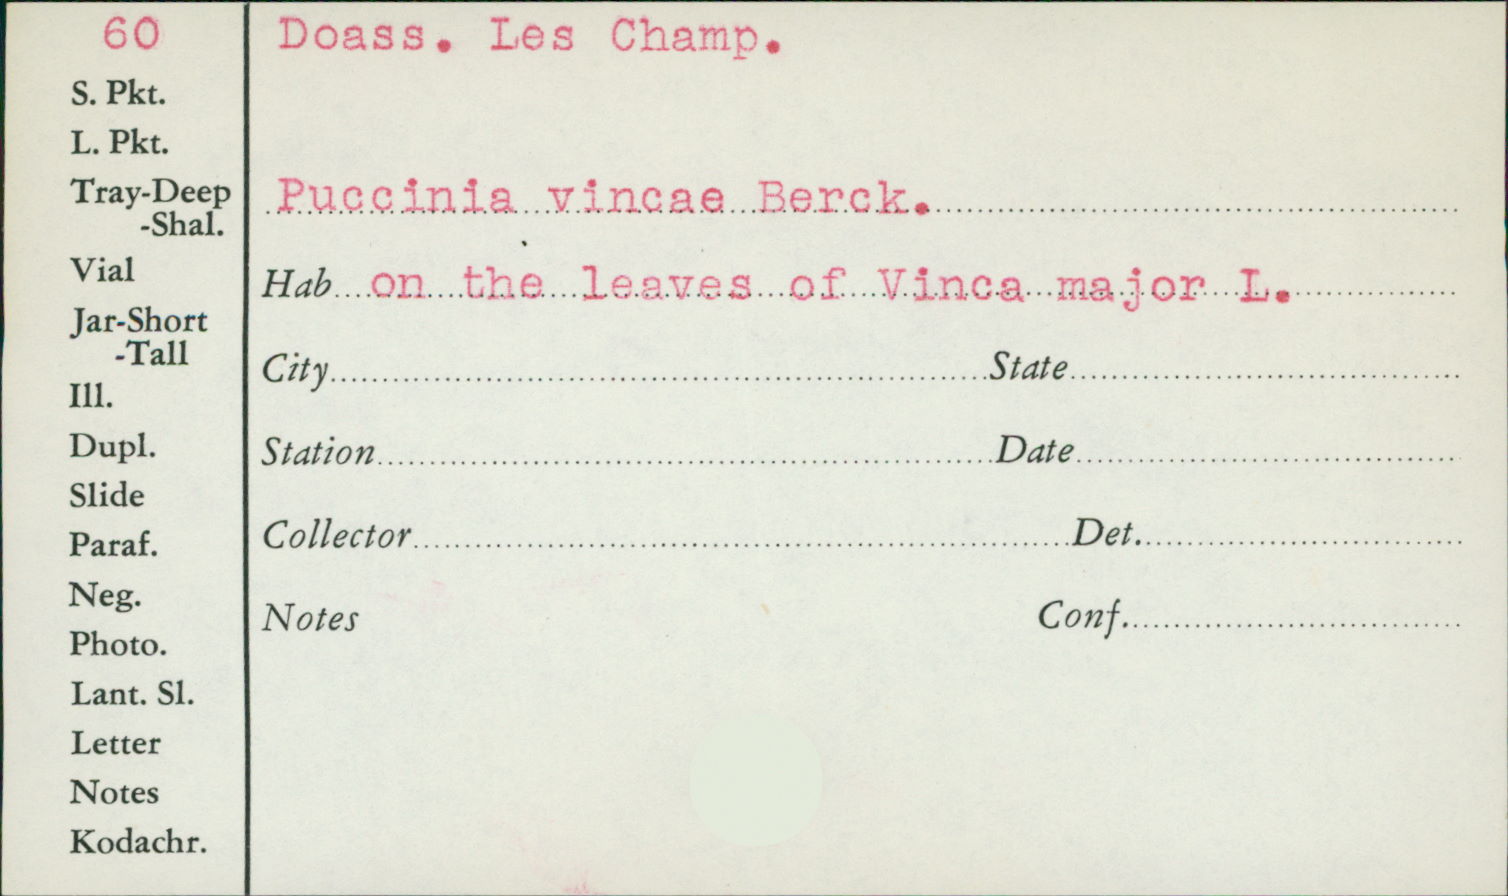 60
Doass. Les Champ.
S. Pkt.
L. Pkt.
Tray-Deep
-Shal.
Vial
Jar-Short
-Tall
Ill.
Dupl.
Slide
Paraf.
Neg.
Photo.
Lant. Sl.
Letter
Notes
Kodachr.
Puccinia vincae Berck.
Hab on the leaves of Vinca major L.
City State
Station Date
Collector Det.
Notes Conf.